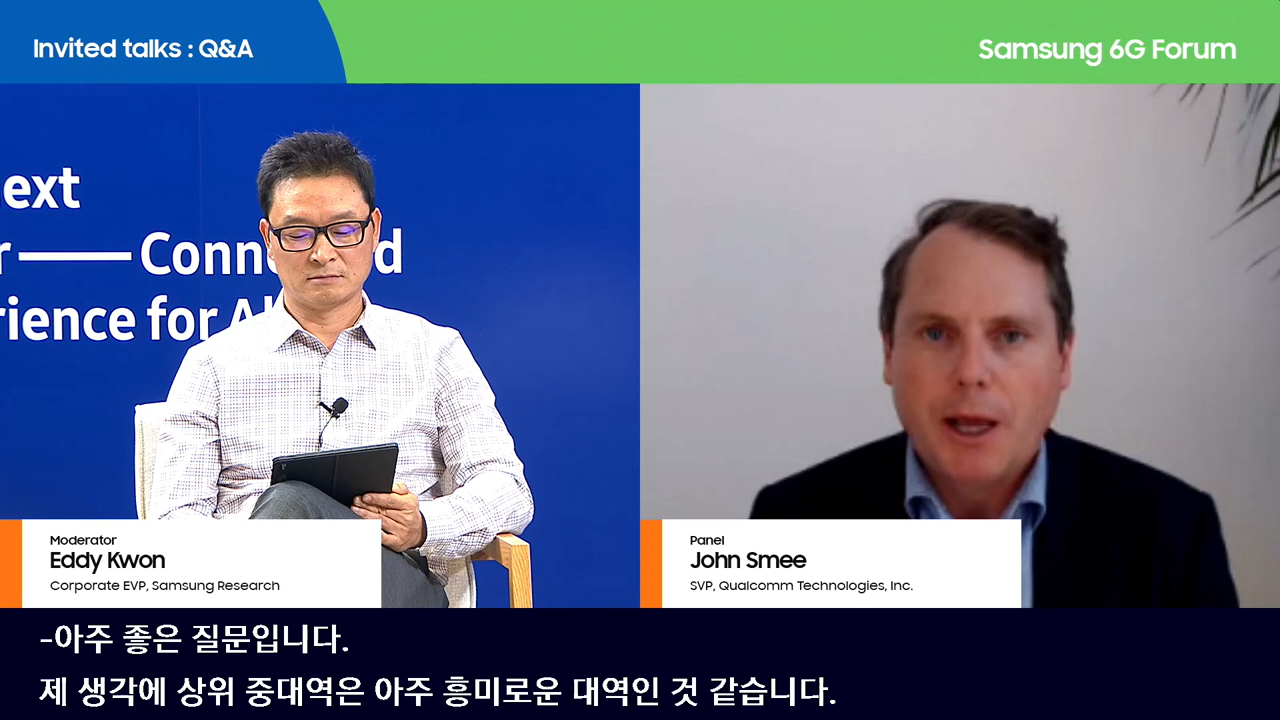 Invited talks : Q&A
Samsung 6G Forum
ext
r — Conn d
rience for Al
Moderator
Eddy Kwon
Corporate EVP, Samsung Research
Panel
John Smee
SVP, Qualcomm Technologies, Inc.
-아주 좋은 질문입니다.
제 생각에 상위 중대역은 아주 흥미로운 대역인 것 같습니다.